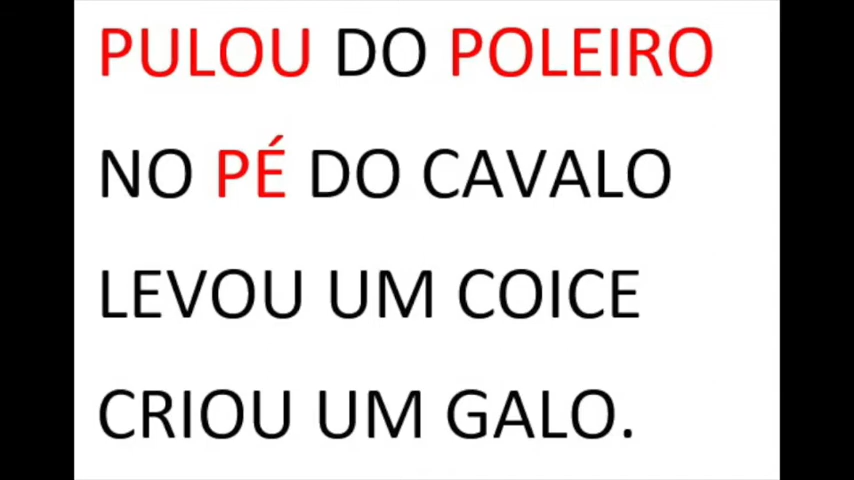 PULOU DO POLEIRO
NO PÉ DO CAVALO
LEVOU UM COICE
CRIOU UM GALO.